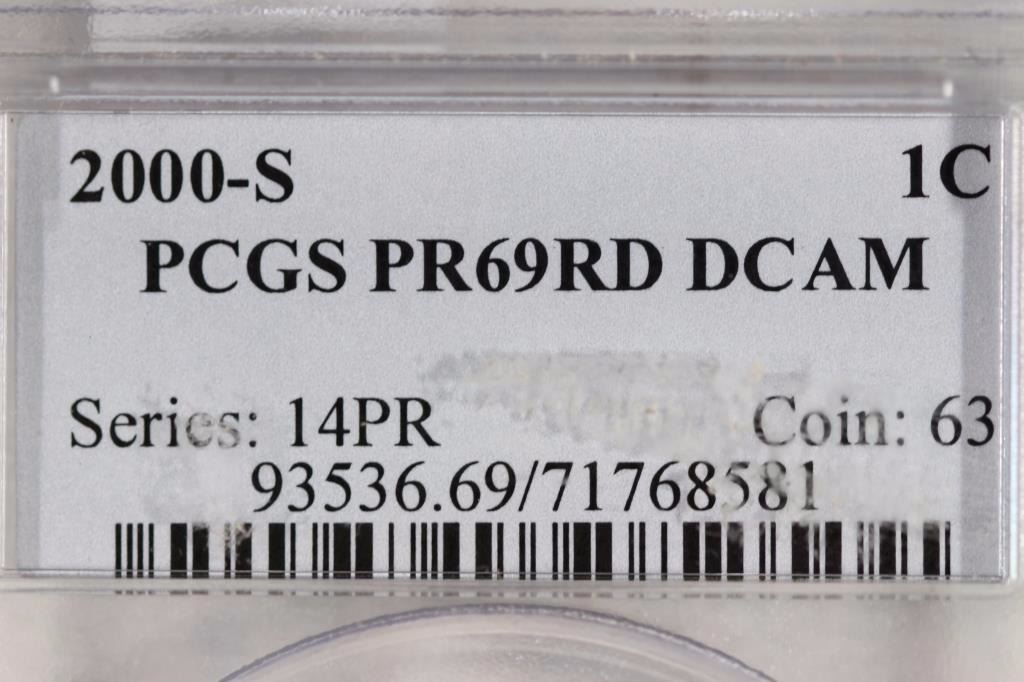 2000-S 1C
PCGS PR69RD DCAM
Series: 14PR Coin: 63
93536.69/71768581